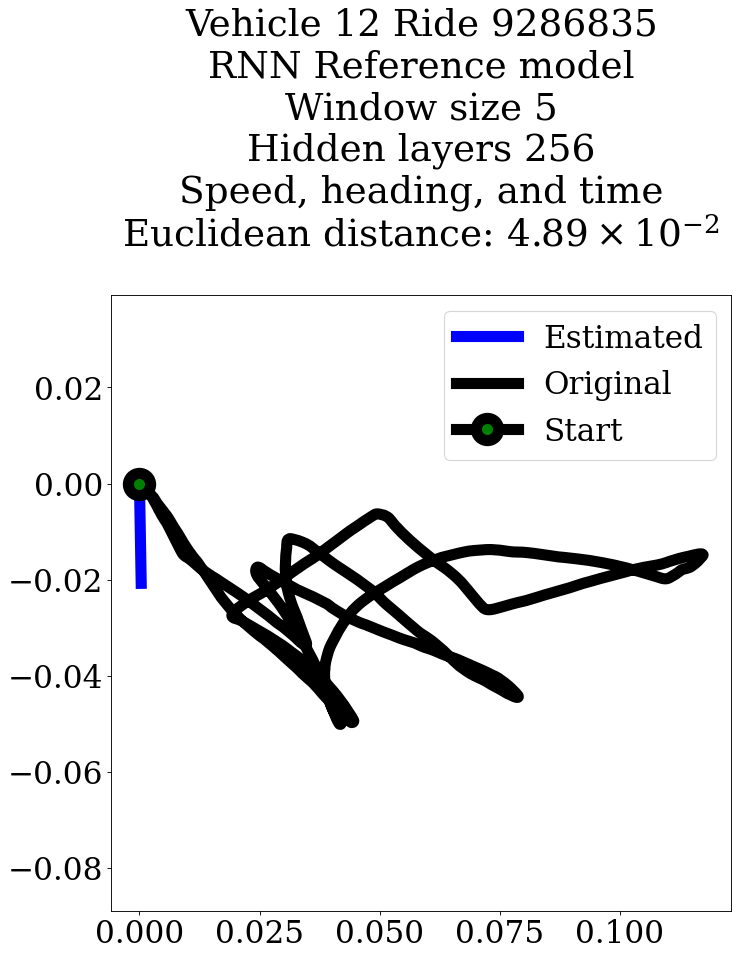 Vehicle 12 Ride 9286835
RNN Reference model
Window size 5
Hidden layers 256
Speed, heading, and time
Euclidean distance: 4.89 × 10⁻²
Estimated
Original
Start
0.02
0.00
−0.02
−0.04
−0.06
−0.08
0.000 0.025 0.050 0.075 0.100